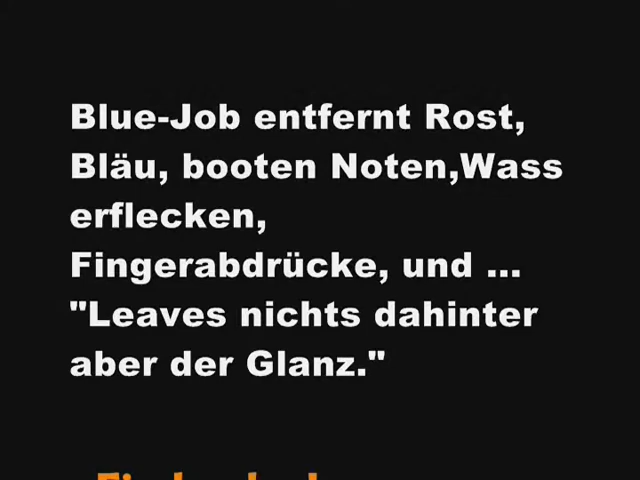 Blue-Job entfernt Rost,
Bläu, booten Noten,Wass
erflecken,
Fingerabdrücke, und ...
"Leaves nichts dahinter
aber der Glanz."